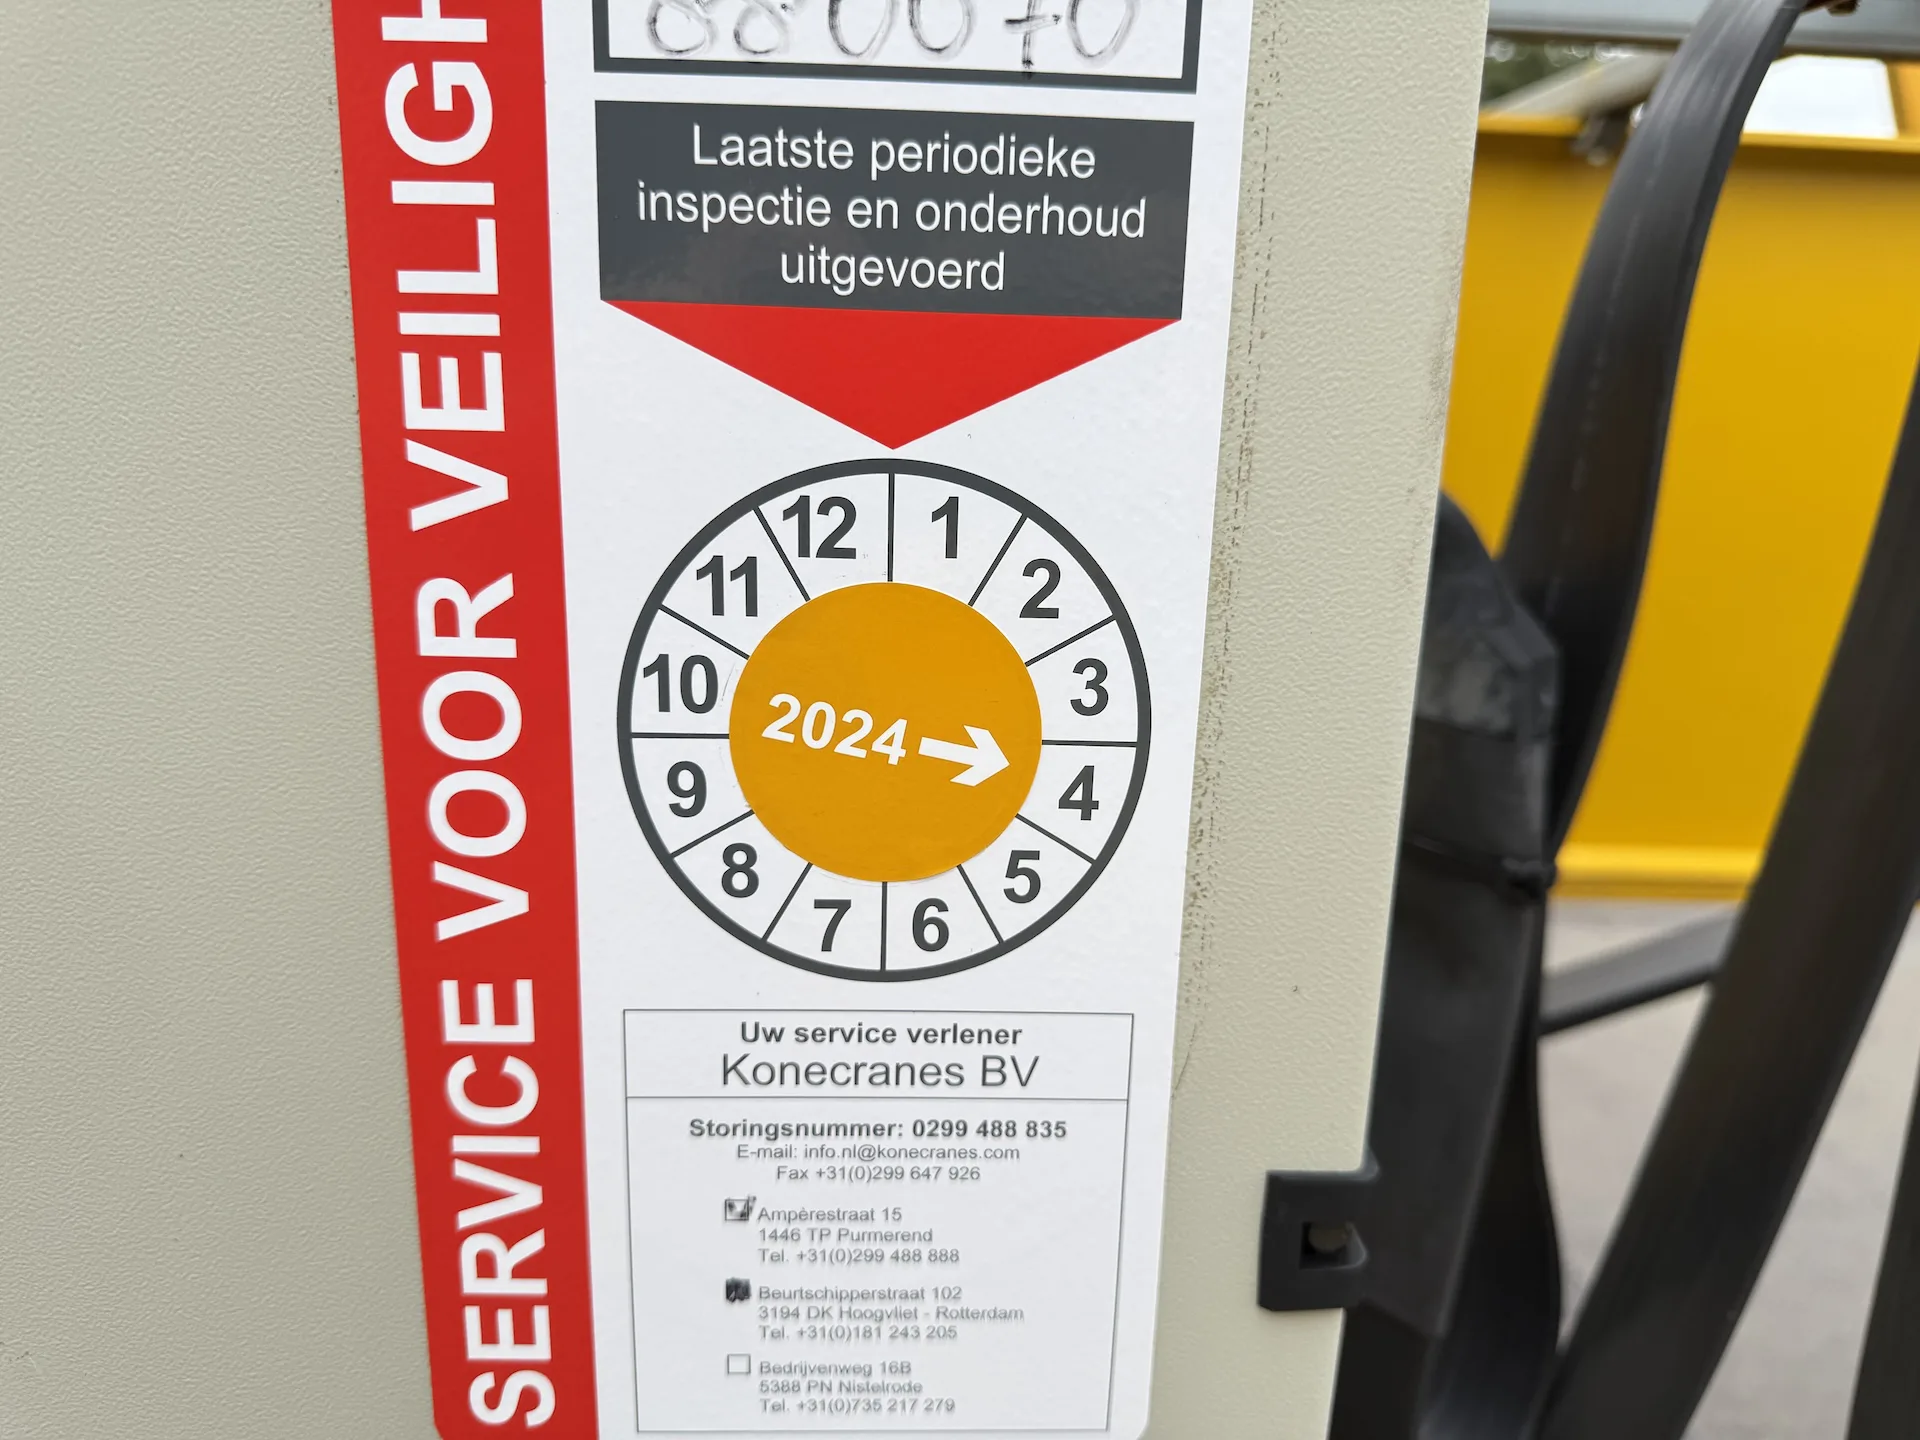 880070
Laatste periodieke
inspectie en onderhoud
uitgevoerd
12 1
11 2
10 3
2024
9 4
8 5
7 6
Uw service verlener
Konecranes BV
Storingsnummer: 0299 488 835
E-mail: info.nl@konecranes.com
Fax +31(0)299 647 926
Ampèrestraat 15
1446 TP Purmerend
Tel. +31(0)299 488 888
Beurtschipperstraat 102
3194 DK Hoogvliet - Rotterdam
Tel. +31(0)181 243 205
Bedrijvenweg 16B
5388 PN Nistelrode
Tel. +31(0)735 217 279
SERVICE VOOR VEILIGH